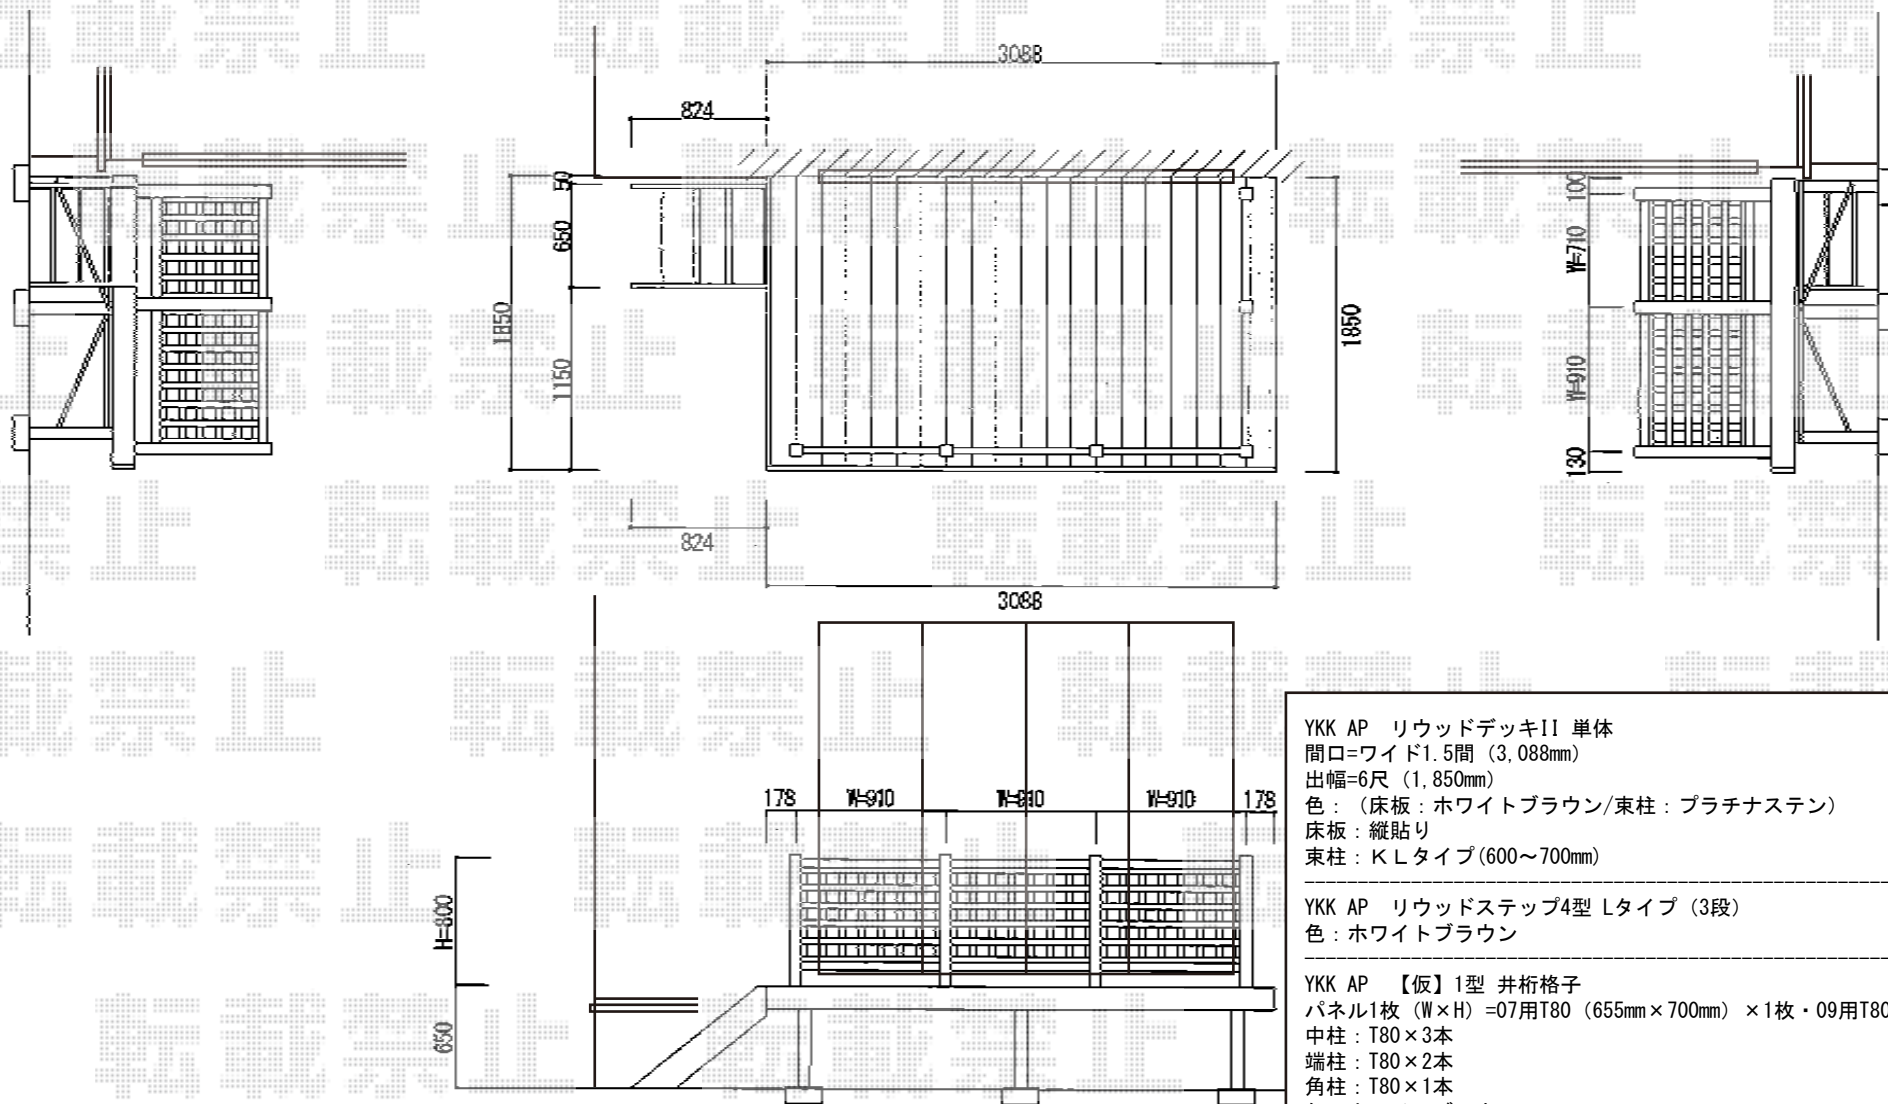 3088
824
50
650
1850
1150
1850
100
W=710
W=910
130
824
3088
178
W=910
W=910
W=910
178
H=800
650
YKK AP リウッドデッキII 単体
間口=ワイド1.5間（3,088mm）
出幅=6尺（1,850mm）
色：（床板：ホワイトブラウン/束柱：プラチナステン）
床板：縦貼り
束柱：ＫＬタイプ(600～700mm)
YKK AP リウッドステップ4型 Lタイプ（3段）
色：ホワイトブラウン
YKK AP 【仮】1型 井桁格子
パネル1枚（W×H）=07用T80（655mm×700mm）×1枚・09用T80
中柱：T80×3本
端柱：T80×2本
角柱：T80×1本
転載禁止